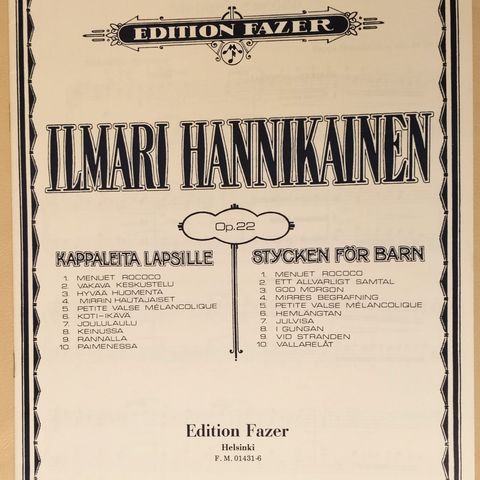 EDITION FAZER
ILMARI HANNIKAINEN
Op.22
KAPPALEITA LAPSILLE
1. MENUET ROCOCO
2. VAKAVA KESKUSTELU
3. HYVÄÄ HUOMENTA
4. MIRRIN HAUTAJAISET
5. PETITE VALSE MÉLANCOLIQUE
6. KOTI-IKÄVÄ
7. JOULULAULU
8. KEINUSSA
9. RANNALLA
10. PAIMENESSA
STYCKEN FÖR BARN
1. MENUET ROCOCO
2. ETT ALLVARLIGT SAMTAL
3. GOD MORGON
4. MIRRES BEGRAFNING
5. PETITE VALSE MÉLANCOLIQUE
6. HEMLÄNGTAN
7. JULVISA
8. I GUNGAN
9. VID STRANDEN
10. VALLARELÅT
Edition Fazer
Helsinki
F. M. 01431-6